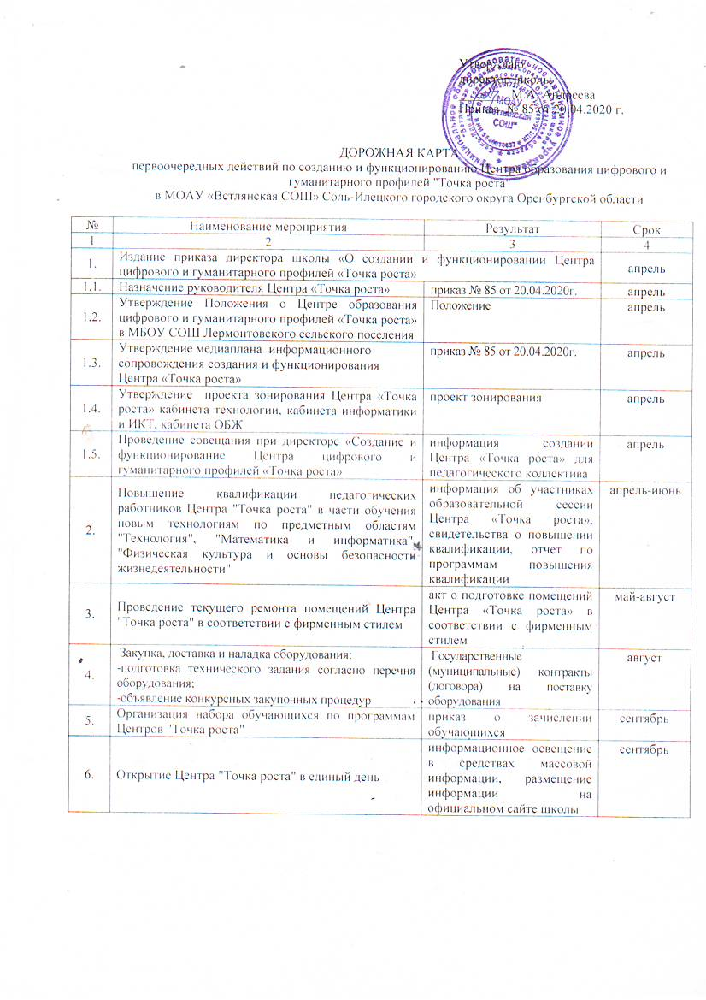 Утверждаю
директор школы
М.А. Андреева
Приказ № 85 от 20.04.2020 г.
ДОРОЖНАЯ КАРТА
первоочередных действий по созданию и функционированию Центра образования цифрового и
гуманитарного профилей "Точка роста"
в МОАУ «Ветлянская СОШ» Соль-Илецкого городского округа Оренбургской области
№ Наименование мероприятия Результат Срок
1 2 3 4
1. Издание приказа директора школы «О создании и функционировании Центра
цифрового и гуманитарного профилей «Точка роста» апрель
1.1. Назначение руководителя Центра «Точка роста» приказ № 85 от 20.04.2020г. апрель
1.2. Утверждение Положения о Центре образования
цифрового и гуманитарного профилей «Точка роста»
в МБОУ СОШ Лермонтовского сельского поселения
Положение
апрель
1.3. Утверждение медиаплана информационного
сопровождения создания и функционирования
Центра «Точка роста»
приказ № 85 от 20.04.2020г.
апрель
1.4. Утверждение проекта зонирования Центра «Точка
роста» кабинета технологии, кабинета информатики
и ИКТ, кабинета ОБЖ
проект зонирования
апрель
1.5. Проведение совещания при директоре «Создание и
функционирование Центра цифрового и
гуманитарного профилей «Точка роста»
информация создании
Центра «Точка роста» для
педагогического коллектива
апрель
2. Повышение квалификации педагогических
работников Центра "Точка роста" в части обучения
новым технологиям по предметным областям
"Технология", "Математика и информатика",
"Физическая культура и основы безопасности
жизнедеятельности"
информация об участниках
образовательной сессии
Центра «Точка роста»,
свидетельства о повышении
квалификации, отчет по
программам повышения
квалификации
апрель-июнь
3. Проведение текущего ремонта помещений Центра
"Точка роста" в соответствии с фирменным стилем
акт о подготовке помещений
Центра «Точка роста» в
соответствии с фирменным
стилем
май-август
4. Закупка, доставка и наладка оборудования:
-подготовка технического задания согласно перечня
оборудования;
-объявление конкурсных закупочных процедур
Государственные
(муниципальные) контракты
(договора) на поставку
оборудования
август
5. Организация набора обучающихся по программам
Центров "Точка роста"
приказ о зачислении
обучающихся
сентябрь
6. Открытие Центра "Точка роста" в единый день
информационное освещение
в средствах массовой
информации, размещение
информации на
официальном сайте школы
сентябрь